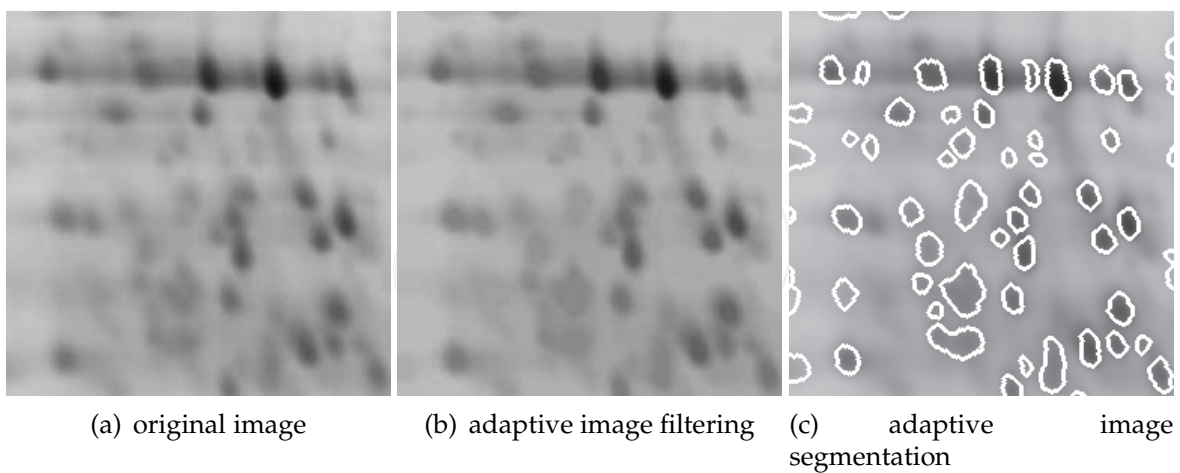 (a) original image
(b) adaptive image filtering
(c) adaptive image
segmentation